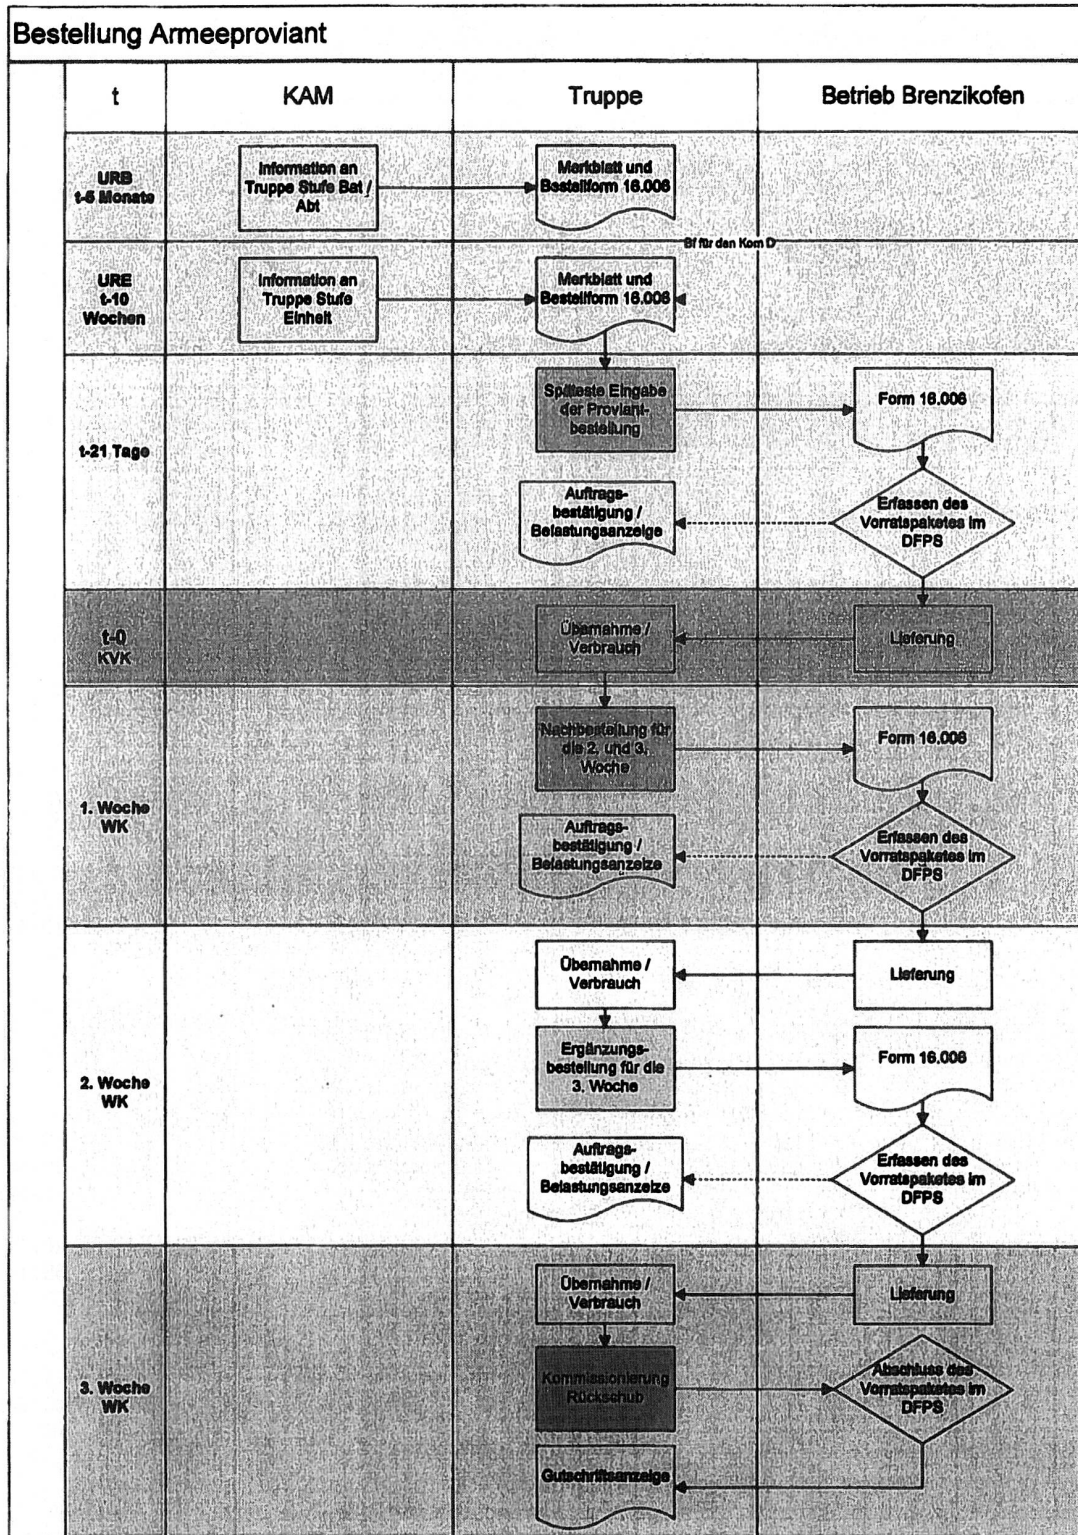 Bestellung Armeeproviant
t
KAM
Truppe
Betrieb Brenzikofen
URB
t-5 Monate
Information an
Truppe Stufe Bat /
Abt
Merkblatt und
Bestellform 16.006
Bf für den Kom D
URE
t-10
Wochen
Information an
Truppe Stufe
Einheit
Merkblatt und
Bestellform 16.006
t-21 Tage
Späteste Eingabe
der Proviant-
bestellung
Form 16.006
Auftrags-
bestätigung /
Belastungsanzeige
Erfassen des
Vorratspaketes im
DFPS
t-0
KVK
Übernahme /
Verbrauch
Lieferung
1. Woche
WK
Nachbestellung für
die 2. und 3.
Woche
Form 16.006
Auftrags-
bestätigung /
Belastungsanzeize
Erfassen des
Vorratspaketes im
DFPS
2. Woche
WK
Übernahme /
Verbrauch
Lieferung
Ergänzungs-
bestellung für die
3. Woche
Form 16.006
Auftrags-
bestätigung /
Belastungsanzeize
Erfassen des
Vorratspaketes im
DFPS
3. Woche
WK
Übernahme /
Verbrauch
Lieferung
Kommissionierung
Rückschub
Abschluss des
Vorratspaketes im
DFPS
Gutschriftsanzeige